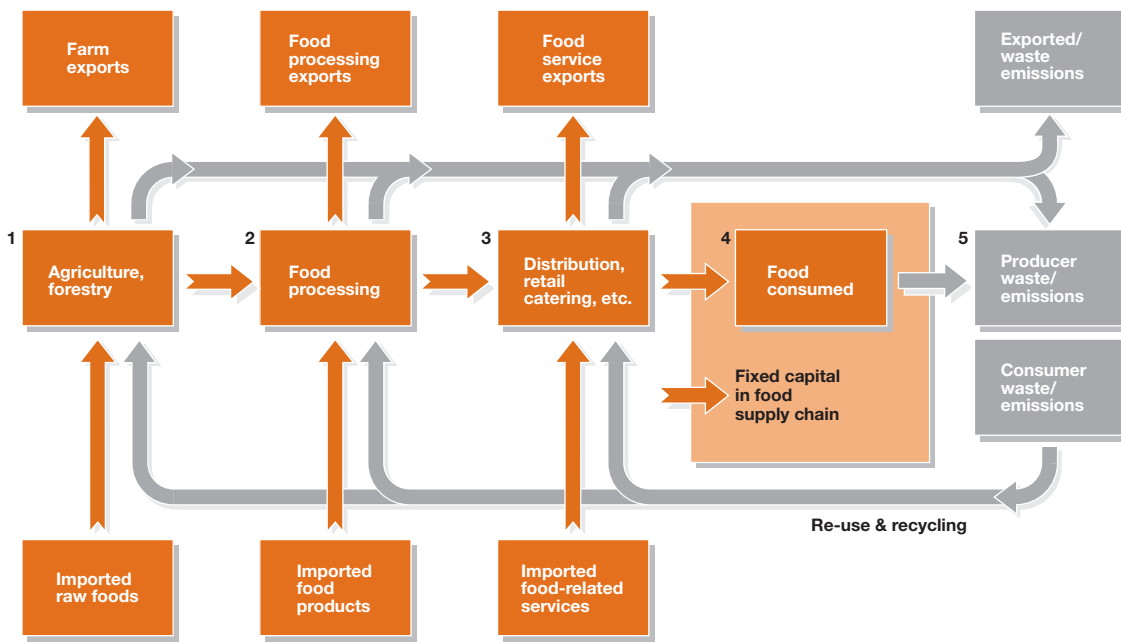 Farm
exports
Food
processing
exports
Food
service
exports
Exported/
waste
emissions
1
Agriculture,
forestry
2
Food
processing
3
Distribution,
retail
catering, etc.
4
Food
consumed
5
Producer
waste/
emissions
Fixed capital
in food
supply chain
Consumer
waste/
emissions
Re-use & recycling
Imported
raw foods
Imported
food
products
Imported
food-related
services